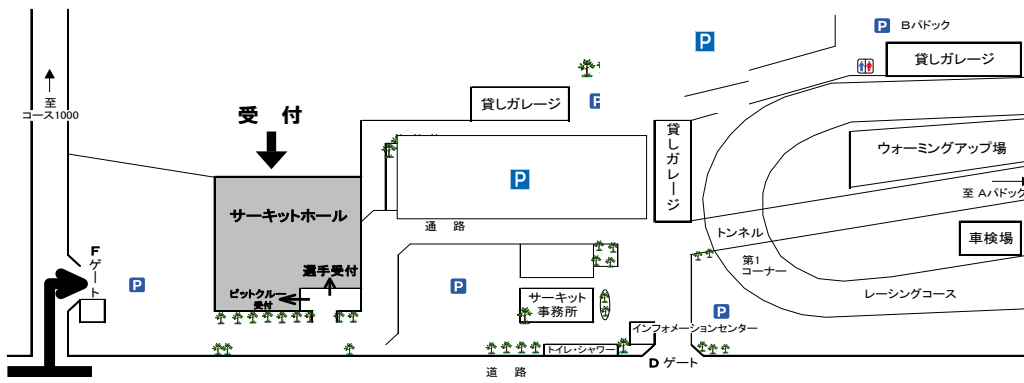 P Bパドック
P
貸しガレージ
至
コース1000
貸しガレージ
P
受　付
貸しガレージ
ウォーミングアップ場
P
至 Aパドック
サーキットホール
通　路
トンネル
車検場
Fゲート
第1
コーナー
選手受付
P
P
ピットクルー
受付
サーキット
事務所
レーシングコース
P
インフォメーションセンター
トイレ・シャワー
D ゲート
道　路